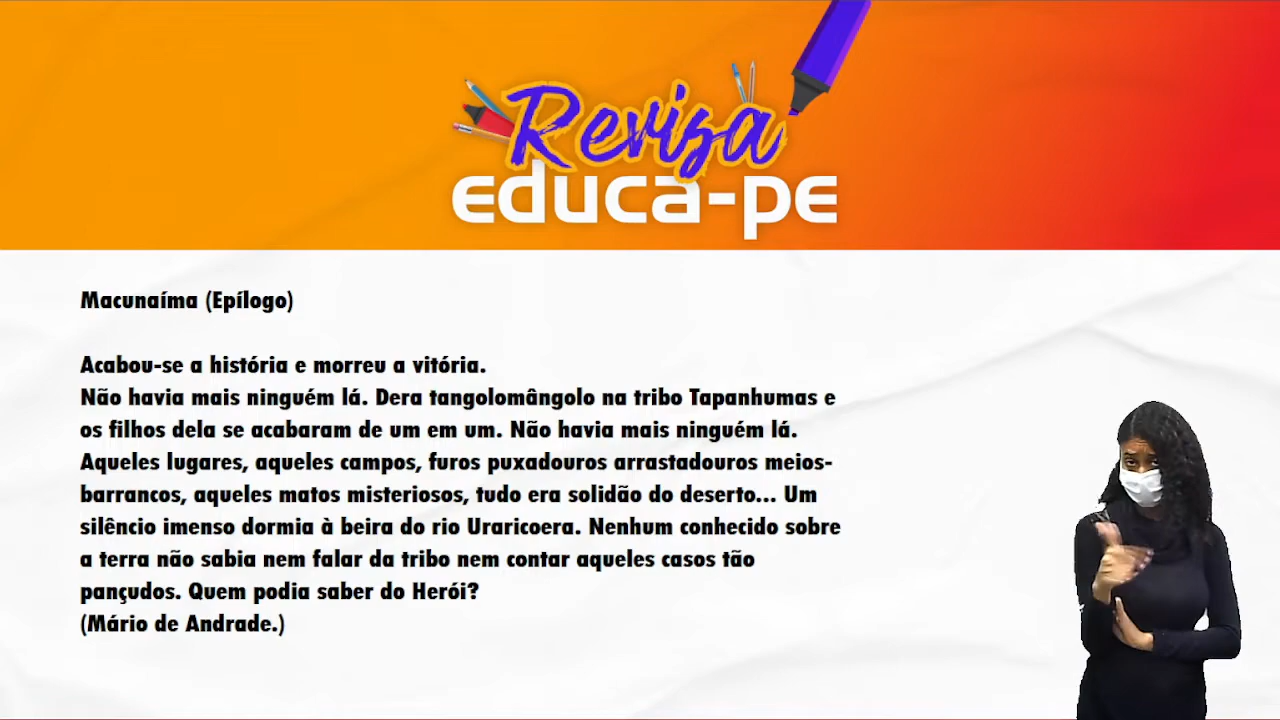 Revisa
educa-PE
Macunaíma (Epílogo)
Acabou-se a história e morreu a vitória.
Não havia mais ninguém lá. Dera tangolomângolo na tribo Tapanhumas e
os filhos dela se acabaram de um em um. Não havia mais ninguém lá.
Aqueles lugares, aqueles campos, furos puxadouros arrastadouros meios-
barrancos, aqueles matos misteriosos, tudo era solidão do deserto... Um
silêncio imenso dormia à beira do rio Uraricoera. Nenhum conhecido sobre
a terra não sabia nem falar da tribo nem contar aqueles casos tão
pançudos. Quem podia saber do Herói?
(Mário de Andrade.)